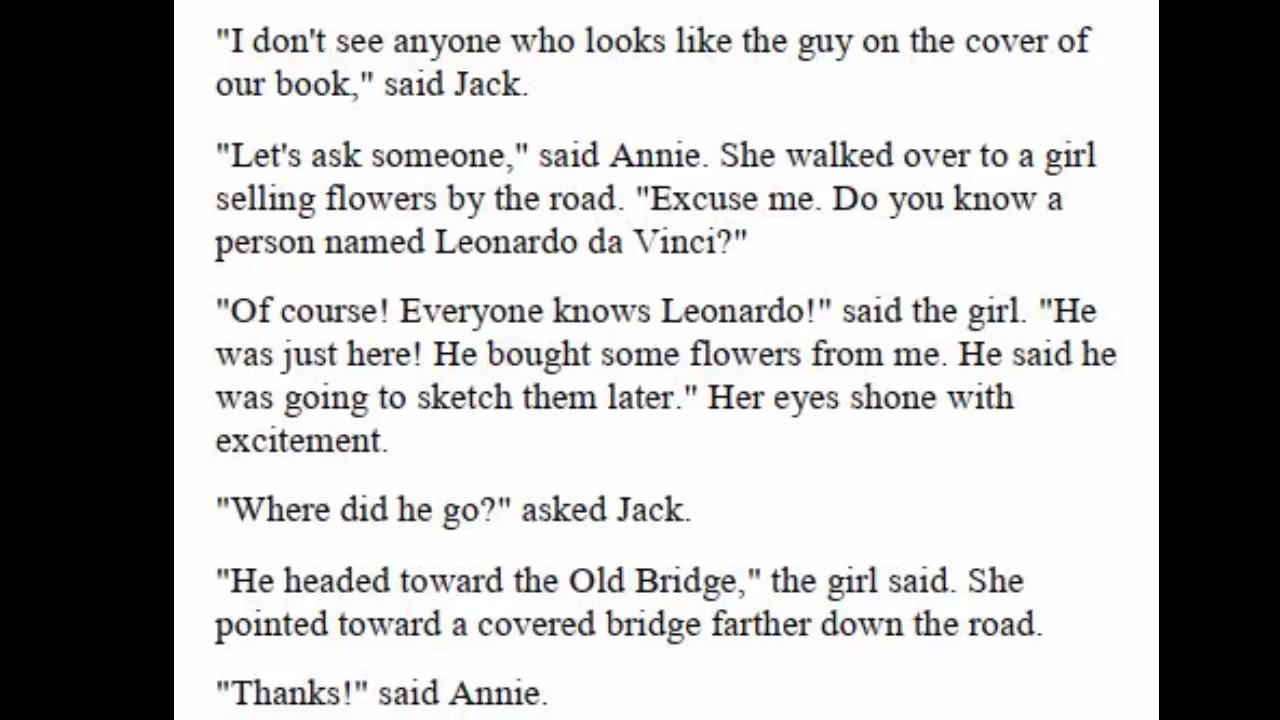 "I don't see anyone who looks like the guy on the cover of
our book," said Jack.
"Let's ask someone," said Annie. She walked over to a girl
selling flowers by the road. "Excuse me. Do you know a
person named Leonardo da Vinci?"
"Of course! Everyone knows Leonardo!" said the girl. "He
was just here! He bought some flowers from me. He said he
was going to sketch them later." Her eyes shone with
excitement.
"Where did he go?" asked Jack.
"He headed toward the Old Bridge," the girl said. She
pointed toward a covered bridge farther down the road.
"Thanks!" said Annie.